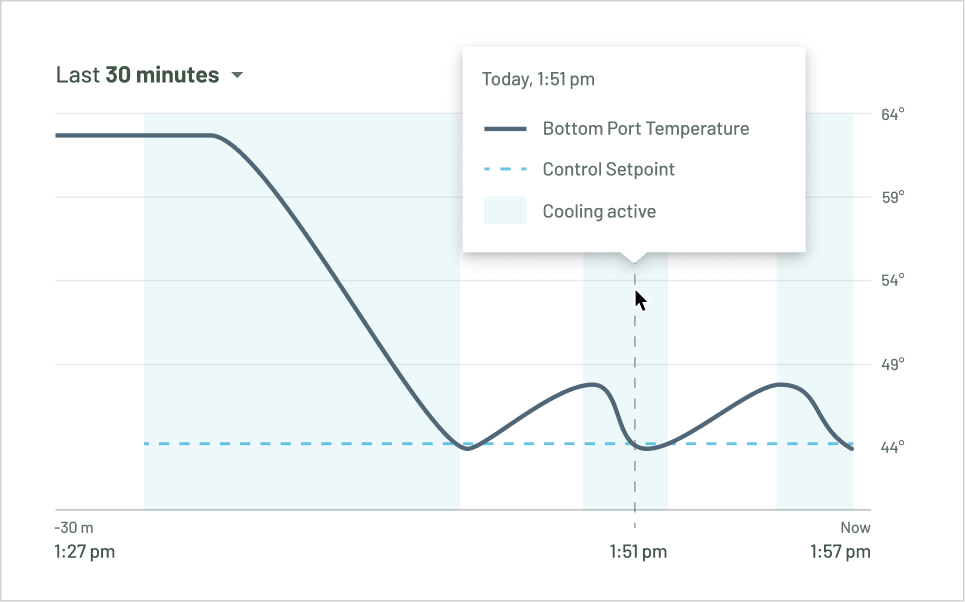 Last 30 minutes
Today, 1:51 pm
Bottom Port Temperature
Control Setpoint
Cooling active
64°
59°
54°
49°
44°
-30 m
Now
1:27 pm
1:51 pm
1:57 pm